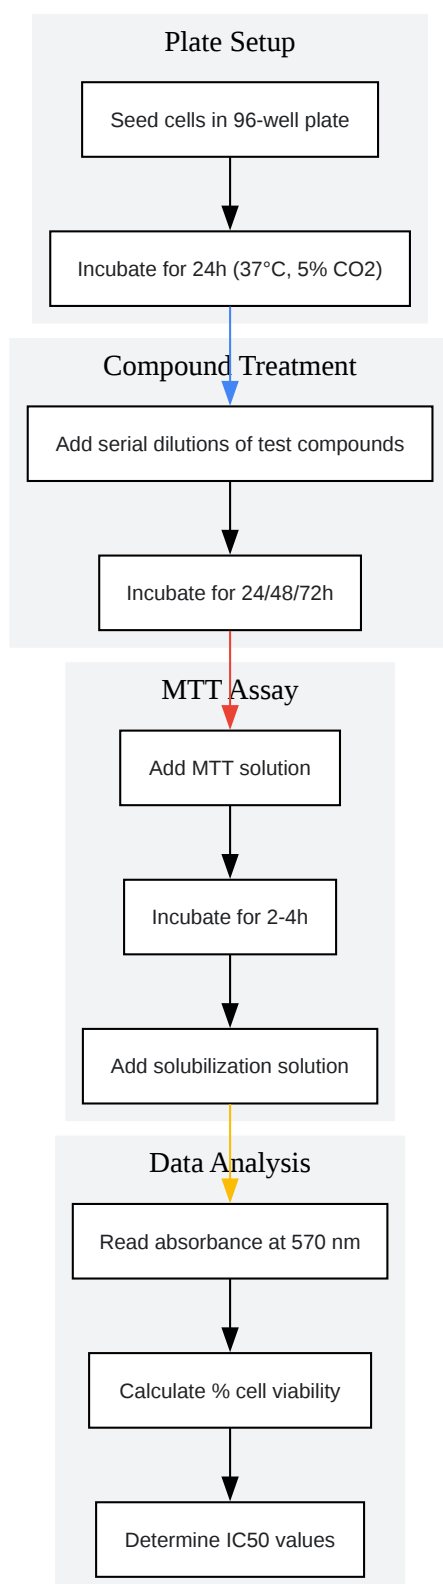 Plate Setup
Seed cells in 96-well plate
Incubate for 24h (37°C, 5% CO2)
Compound Treatment
Add serial dilutions of test compounds
Incubate for 24/48/72h
MTT Assay
Add MTT solution
Incubate for 2-4h
Add solubilization solution
Data Analysis
Read absorbance at 570 nm
Calculate % cell viability
Determine IC50 values